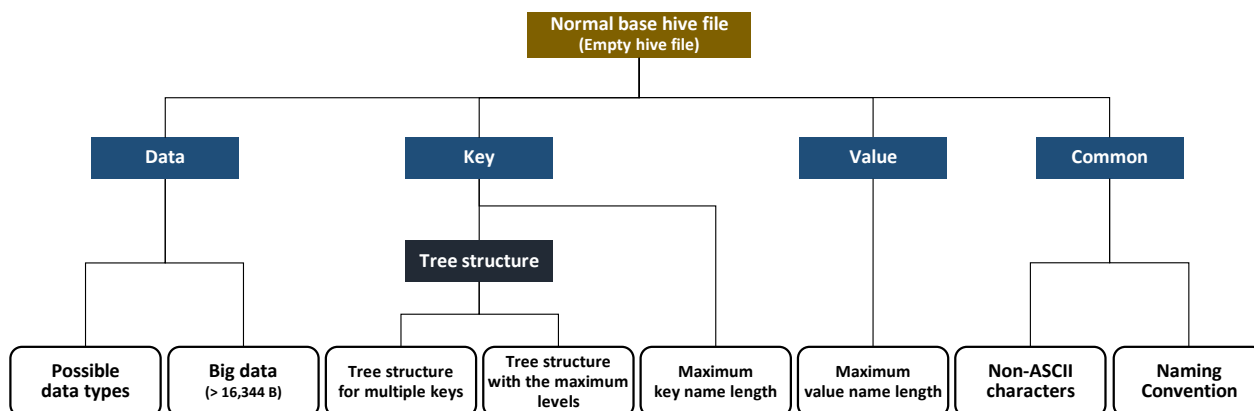 Normal base hive file
(Empty hive file)
Data
Key
Value
Common
Tree structure
Possible
data types
Big data
(> 16,344 B)
Tree structure
for multiple keys
Tree structure
with the maximum
levels
Maximum
key name length
Maximum
value name length
Non-ASCII
characters
Naming
Convention